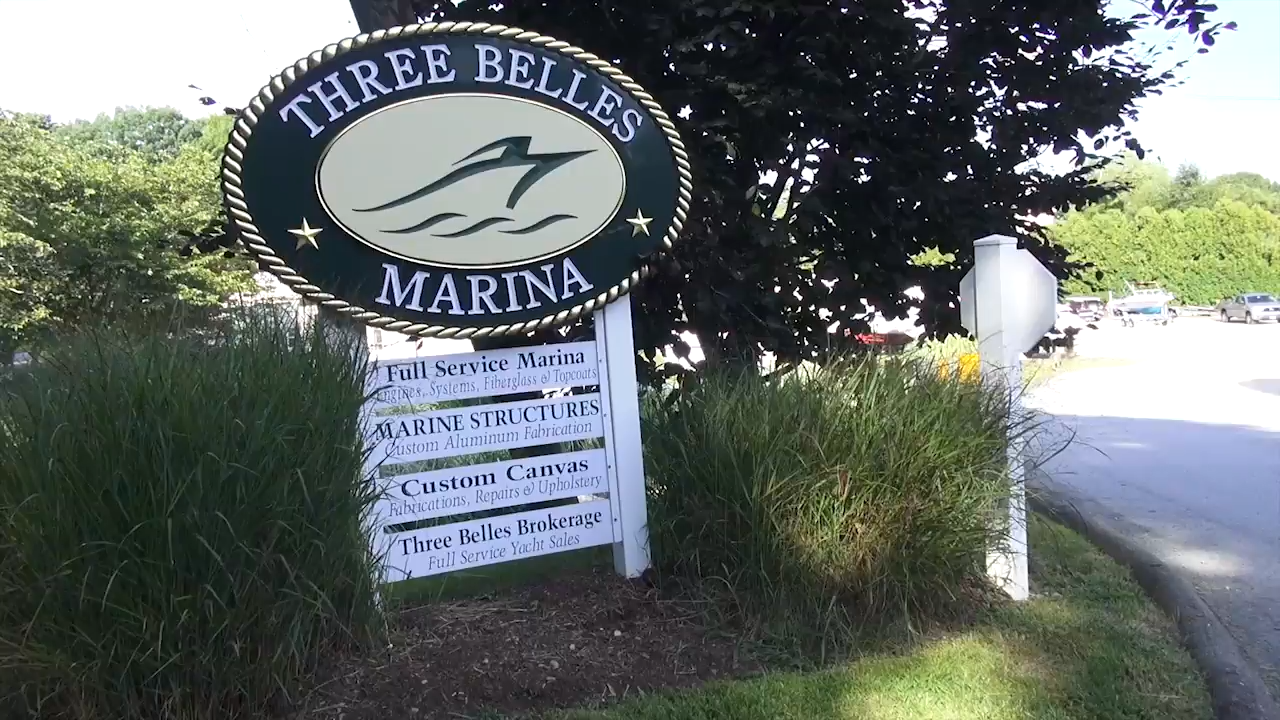 THREE BELLES
MARINA
Full Service Marina
Engines, Systems, Fiberglass & Topcoats
MARINE STRUCTURES
Custom Aluminum Fabrication
Custom Canvas
Fabrications, Repairs & Upholstery
Three Belles Brokerage
Full Service Yacht Sales